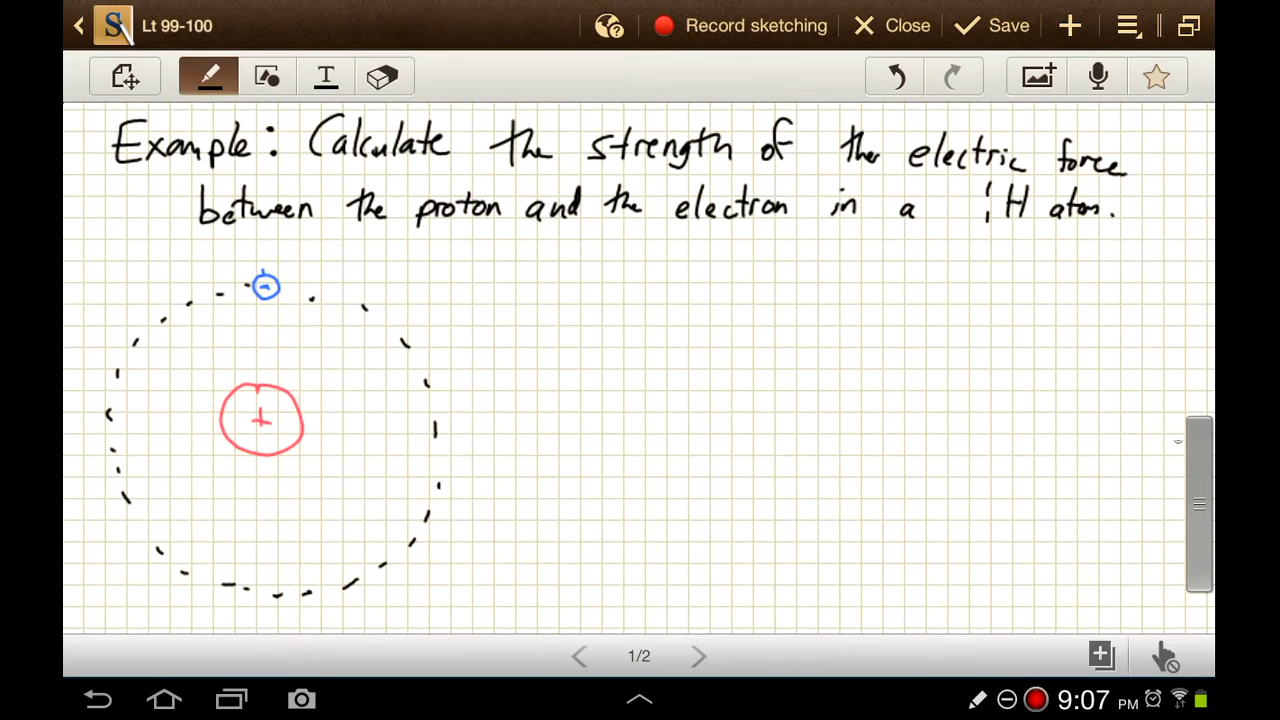 Lt 99-100
Record sketching
Close
Save
T
Example: Calculate the strength of the electric force
between the proton and the electron in a ¹₁H atom.
-
+
1/2
9:07 PM